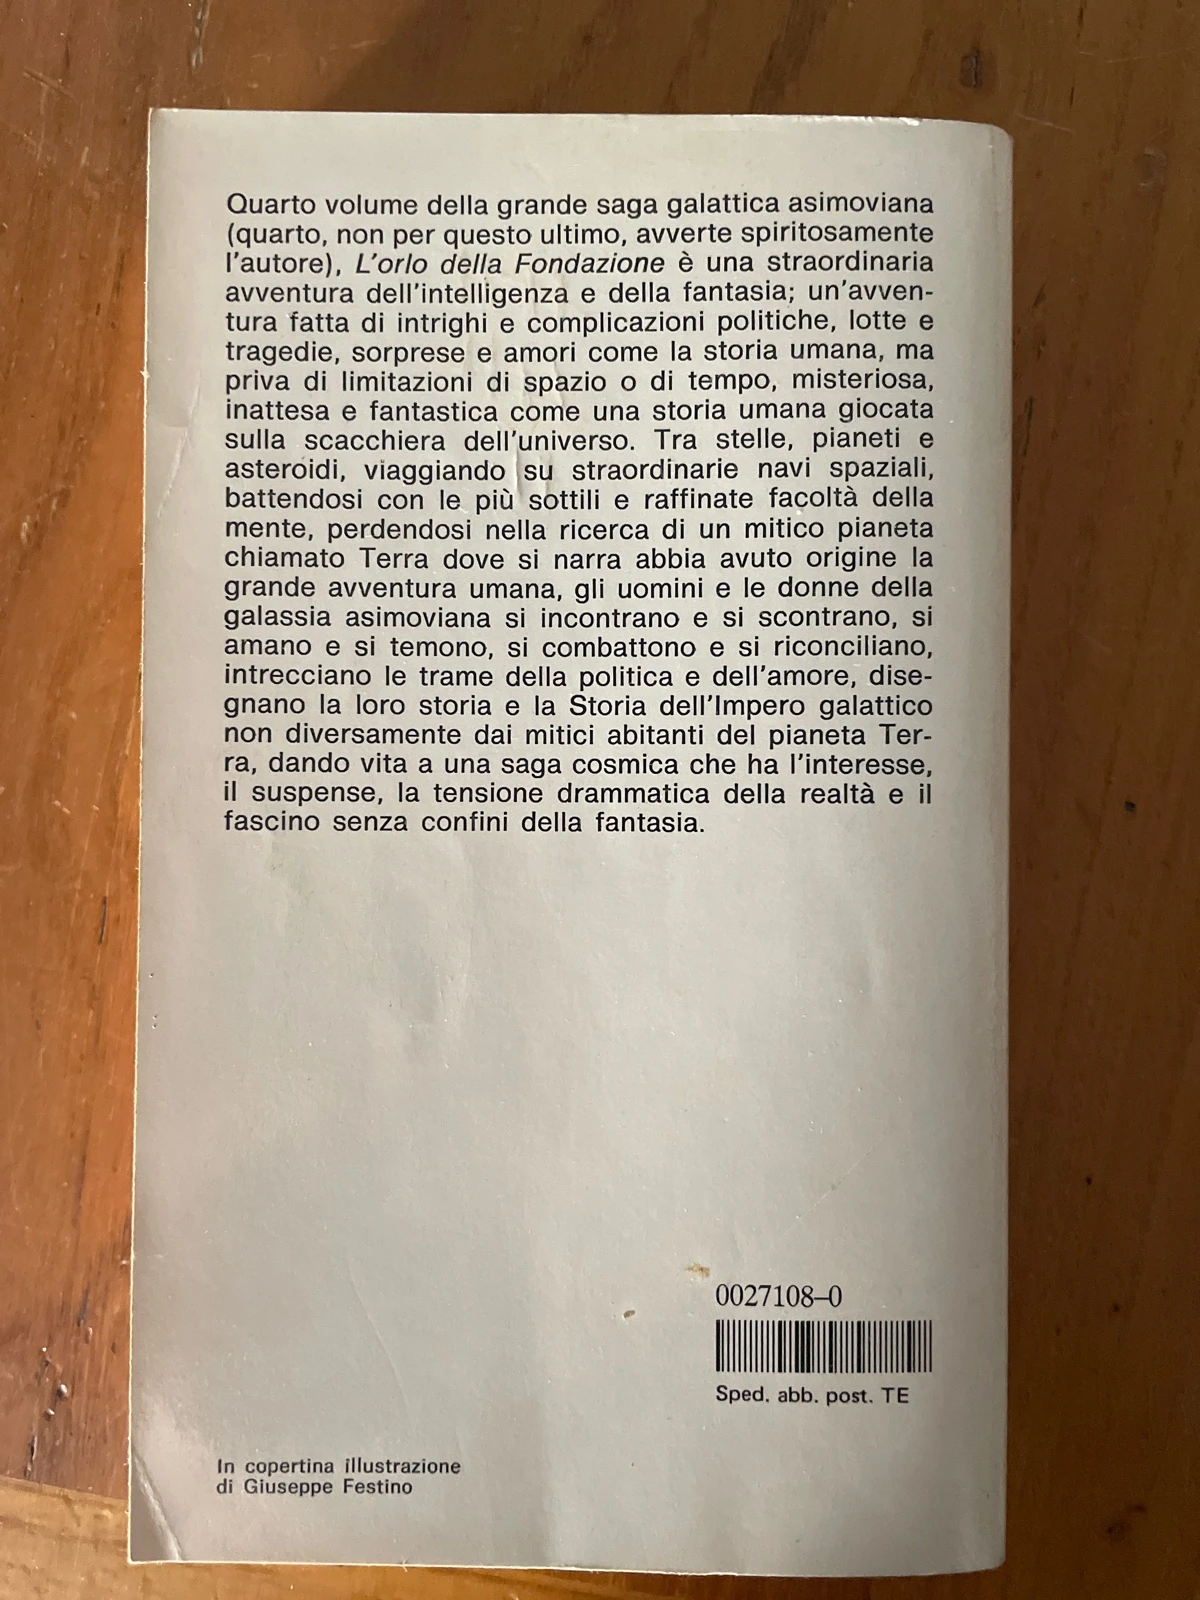 Quarto volume della grande saga galattica asimoviana
(quarto, non per questo ultimo, avverte spiritosamente
l'autore), L'orlo della Fondazione è una straordinaria
avventura dell'intelligenza e della fantasia; un'avven-
tura fatta di intrighi e complicazioni politiche, lotte e
tragedie, sorprese e amori come la storia umana, ma
priva di limitazioni di spazio o di tempo, misteriosa,
inattesa e fantastica come una storia umana giocata
sulla scacchiera dell'universo. Tra stelle, pianeti e
asteroidi, viaggiando su straordinarie navi spaziali,
battendosi con le più sottili e raffinate facoltà della
mente, perdendosi nella ricerca di un mitico pianeta
chiamato Terra dove si narra abbia avuto origine la
grande avventura umana, gli uomini e le donne della
galassia asimoviana si incontrano e si scontrano, si
amano e si temono, si combattono e si riconciliano,
intrecciano le trame della politica e dell'amore, dise-
gnano la loro storia e la Storia dell'Impero galattico
non diversamente dai mitici abitanti del pianeta Ter-
ra, dando vita a una saga cosmica che ha l'interesse,
il suspense, la tensione drammatica della realtà e il
fascino senza confini della fantasia.
0027108–0
Sped. abb. post. TE
In copertina illustrazione
di Giuseppe Festino